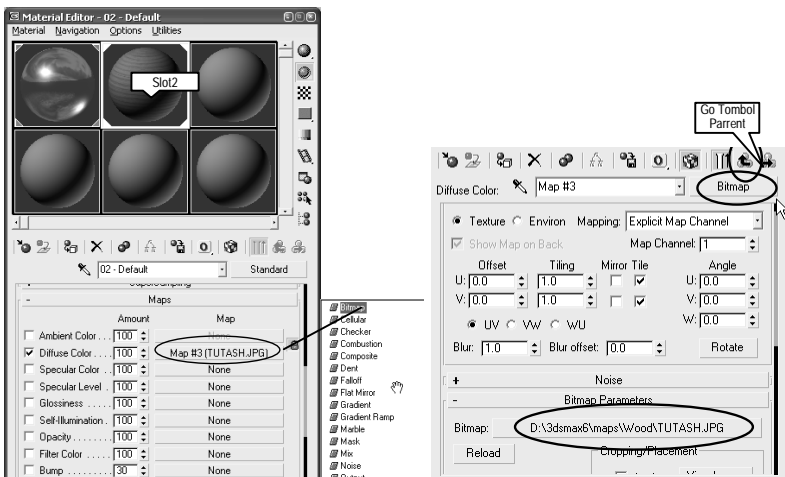 Material Editor - 02 - Default
Material Navigation Options Utilities
Slot2
02 - Default
Standard
Maps
Amount Map
Ambient Color . . . 100 None
Diffuse Color . . . . 100 Map #3 (TUTASH.JPG)
Specular Color . . 100 None
Specular Level . 100 None
Glossiness . . . . . 100 None
Self-Illumination . 100 None
Opacity . . . . . . . 100 None
Filter Color . . . . . 100 None
Bump . . . . . . . . 30 None
Bitmap
Cellular
Checker
Combustion
Composite
Dent
Falloff
Flat Mirror
Gradient
Gradient Ramp
Marble
Mask
Mix
Noise
Go Tombol
Parrent
Diffuse Color: Map #3 Bitmap
Texture Environ Mapping: Explicit Map Channel
Show Map on Back Map Channel: 1
Offset Tiling Mirror Tile Angle
U: 0.0 1.0 U: 0.0
V: 0.0 1.0 V: 0.0
UV VW WU W: 0.0
Blur: 1.0 Blur offset: 0.0 Rotate
+ Noise
- Bitmap Parameters
Bitmap: D:\3dsmax6\maps\Wood\TUTASH.JPG
Reload
Cropping/Placement